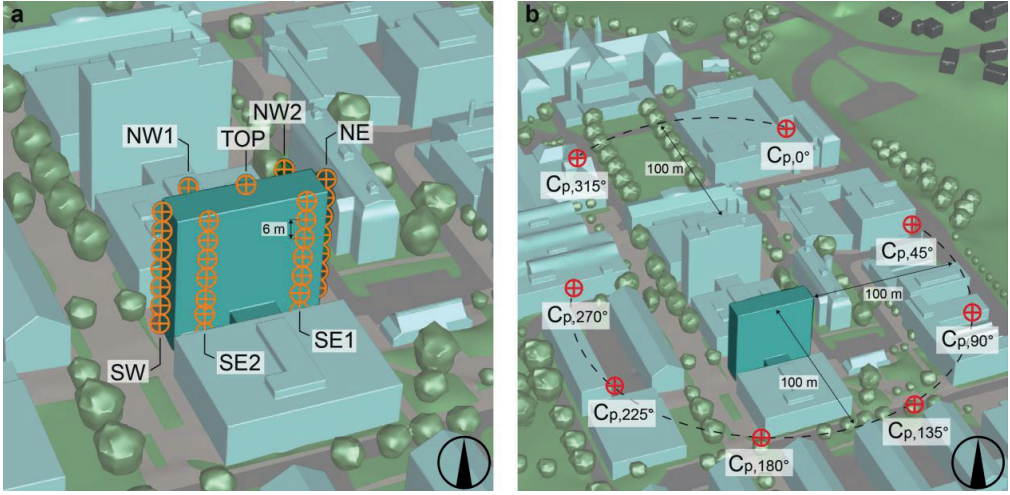 a
NW1
TOP
NW2
NE
6 m
SW
SE2
SE1
b
Cp,0°
100 m
Cp,315°
Cp,45°
100 m
Cp,270°
Cp,90°
100 m
Cp,225°
Cp,135°
Cp,180°